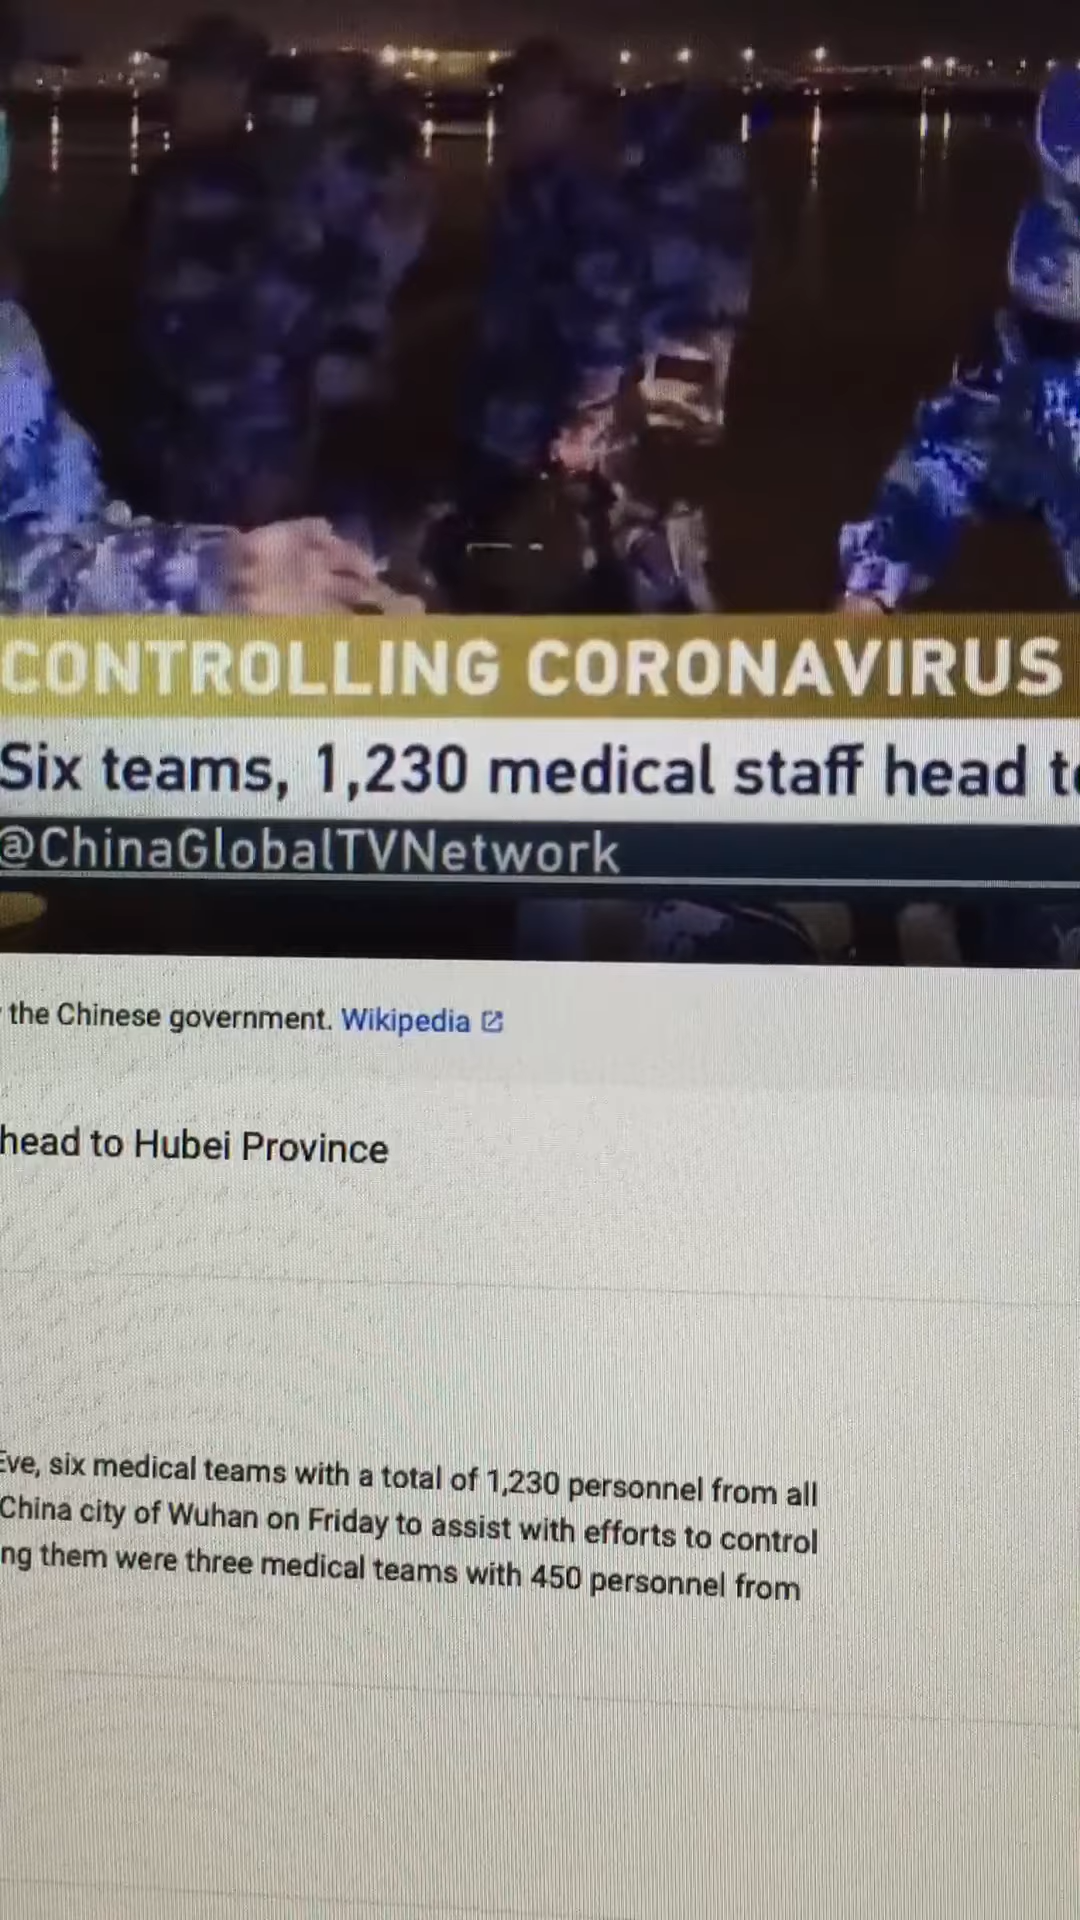 CONTROLLING CORONAVIRUS
Six teams, 1,230 medical staff head
@ChinaGlobalTVNetwork
the Chinese government. Wikipedia
head to Hubei Province
Eve, six medical teams with a total of 1,230 personnel from all
China city of Wuhan on Friday to assist with efforts to control
ng them were three medical teams with 450 personnel from